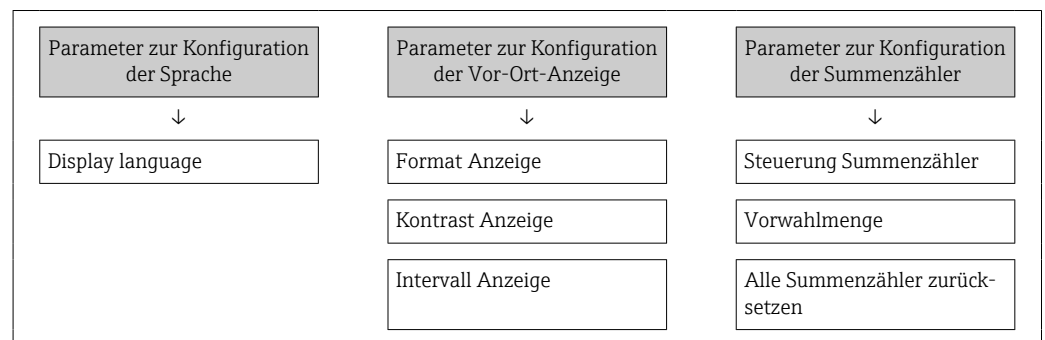 Parameter zur Konfiguration
der Sprache
Parameter zur Konfiguration
der Vor-Ort-Anzeige
Parameter zur Konfiguration
der Summenzähler
↓
↓
↓
Display language
Format Anzeige
Steuerung Summenzähler
Kontrast Anzeige
Vorwahlmenge
Intervall Anzeige
Alle Summenzähler zurück-
setzen